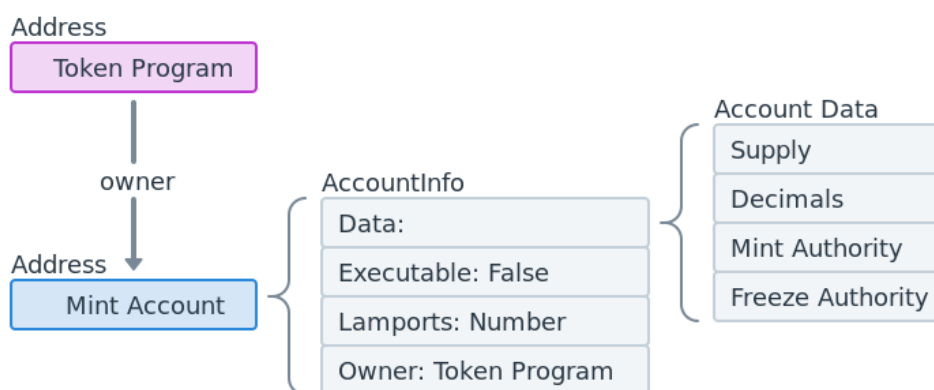 Address
Token Program
owner
Address
Mint Account
AccountInfo
Data:
Executable: False
Lamports: Number
Owner: Token Program
Account Data
Supply
Decimals
Mint Authority
Freeze Authority